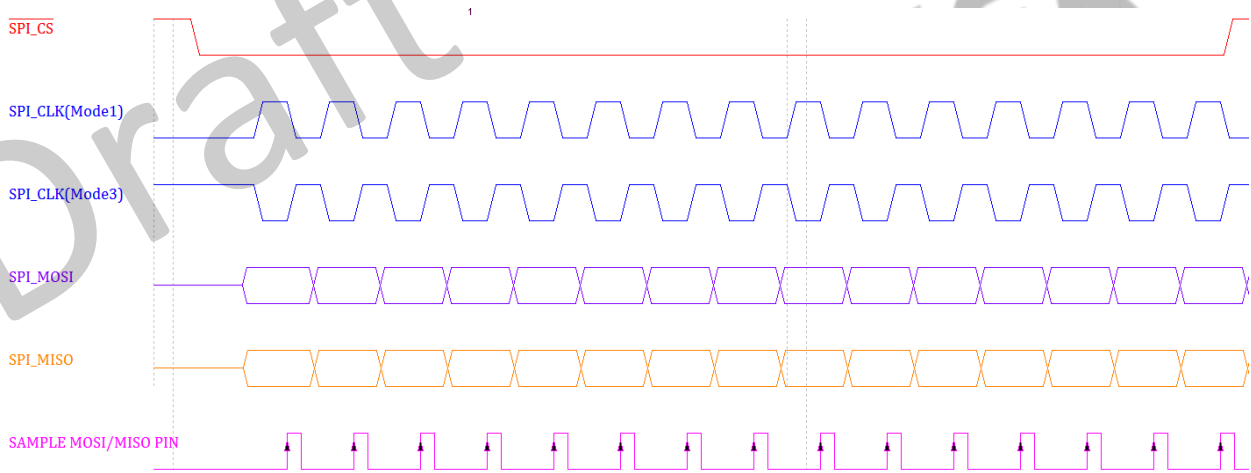 1
SPI_CS
SPI_CLK(Mode1)
SPI_CLK(Mode3)
SPI_MOSI
SPI_MISO
SAMPLE MOSI/MISO PIN
Draft